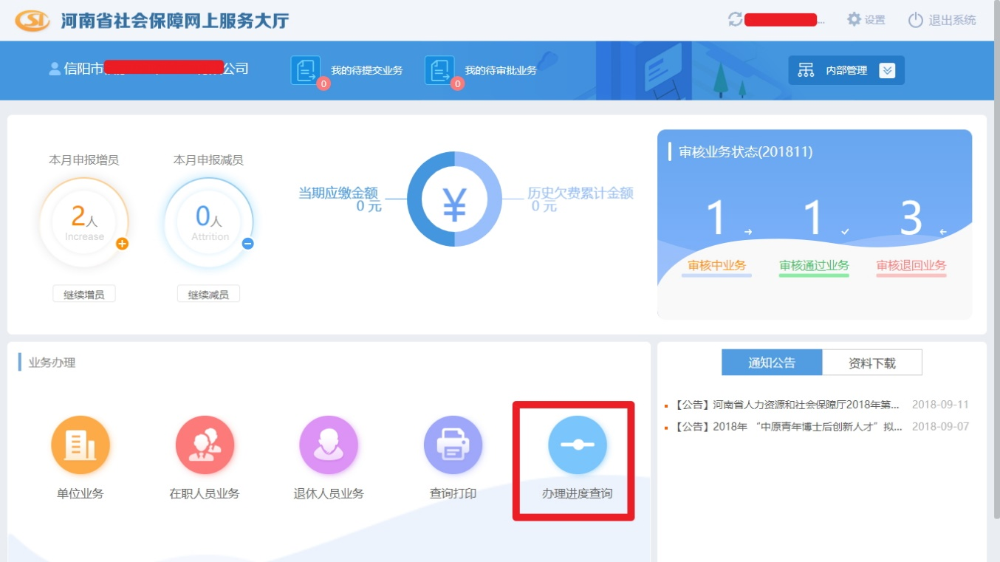 河南省社会保障网上服务大厅
...
设置
退出系统
信阳市 公司
我的待提交业务
0
我的待审批业务
0
内部管理
本月申报增员
本月申报减员
2人
Increase
0人
Attrition
继续增员
继续减员
当期应缴金额
0 元
¥
历史欠费累计金额
0 元
审核业务状态(201811)
1
1
3
审核中业务
审核通过业务
审核退回业务
业务办理
单位业务
在职人员业务
退休人员业务
查询打印
办理进度查询
通知公告
资料下载
【公告】河南省人力资源和社会保障厅2018年第... 2018-09-11
【公告】2018年 “中原青年博士后创新人才”拟... 2018-09-07